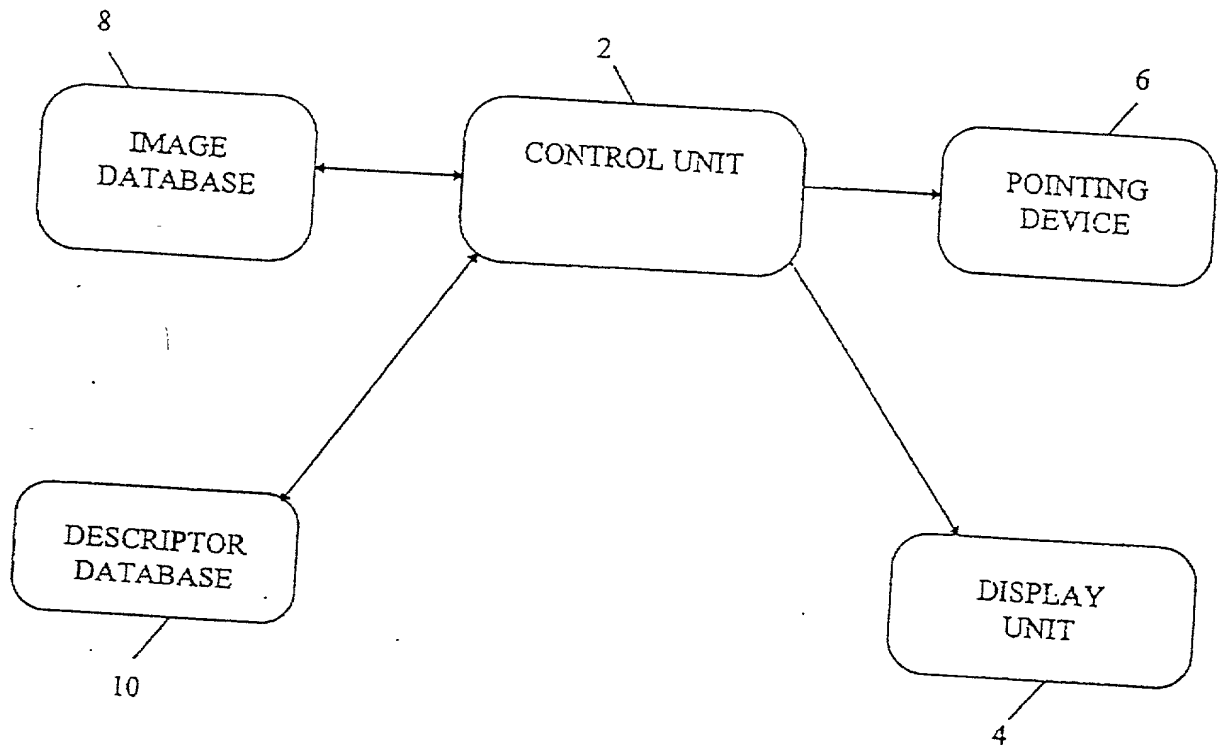 8
2
6
IMAGE
DATABASE
CONTROL UNIT
POINTING
DEVICE
DESCRIPTOR
DATABASE
DISPLAY
UNIT
10
4